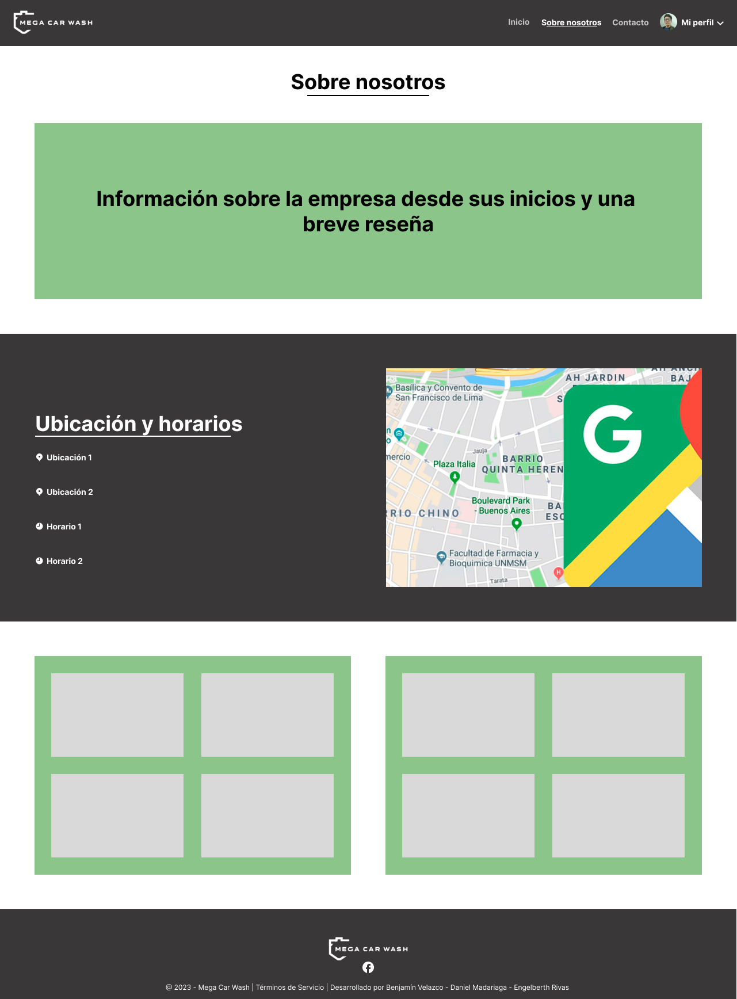 MEGA CAR WASH
Inicio
Sobre nosotros
Contacto
Mi perfil
Sobre nosotros
Información sobre la empresa desde sus inicios y una
breve reseña
Ubicación y horarios
Ubicación 1
Ubicación 2
Horario 1
Horario 2
AH JARDIN
BAJ
Basílica y Convento de
San Francisco de Lima
S
n
o
Jauja
mercio
Plaza Italia
BARRIO
QUINTA HEREN
Boulevard Park
- Buenos Aires
BA
ESC
RRIO CHINO
Facultad de Farmacia y
Bioquimica UNMSM
H
Tarata
G
MEGA CAR WASH
@ 2023 - Mega Car Wash | Términos de Servicio | Desarrollado por Benjamín Velazco - Daniel Madariaga - Engelberth Rivas